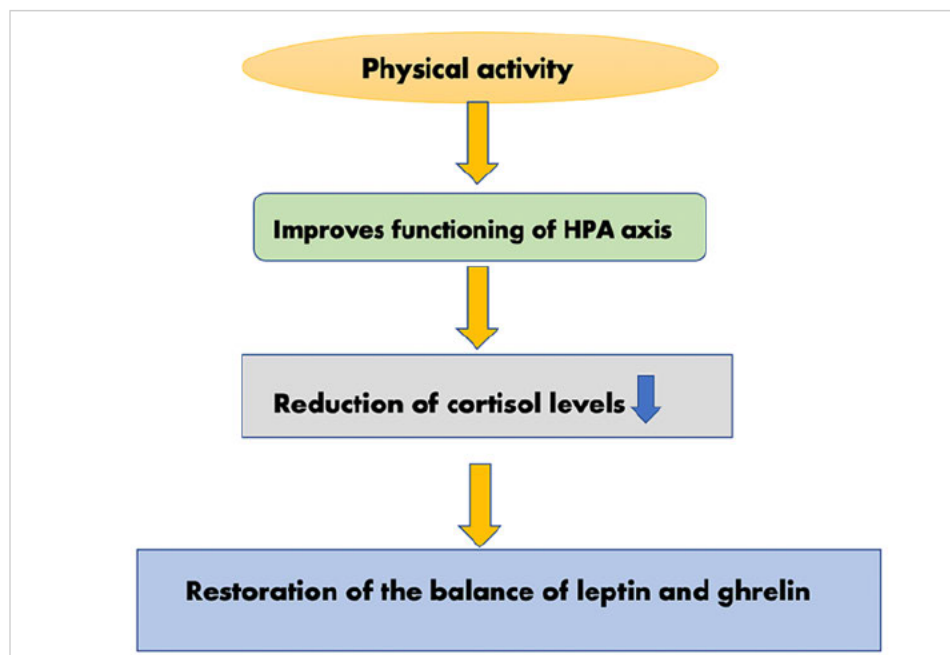 Physical activity
Improves functioning of HPA axis
Reduction of cortisol levels
Restoration of the balance of leptin and ghrelin